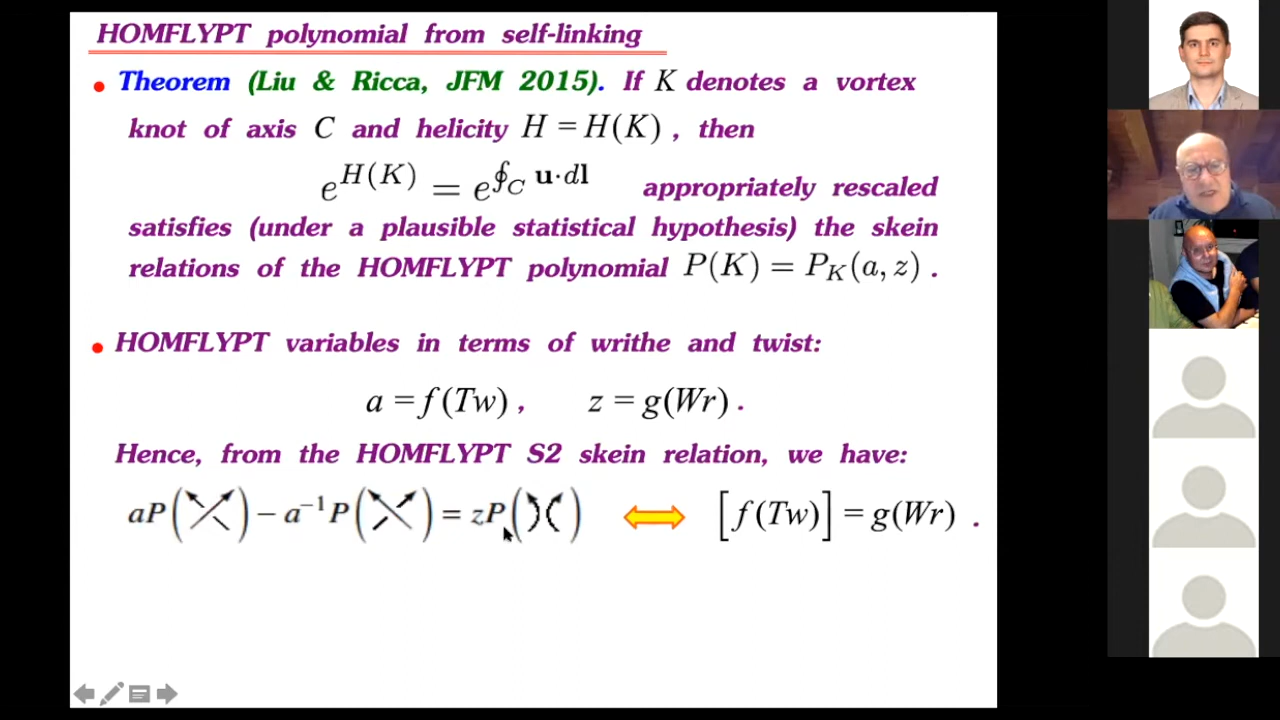 HOMFLYPT polynomial from self-linking
• Theorem (Liu & Ricca, JFM 2015). If K denotes a vortex
knot of axis C and helicity H = H(K) , then
e^{H(K)} = e^{∮_C u·dl} appropriately rescaled
satisfies (under a plausible statistical hypothesis) the skein
relations of the HOMFLYPT polynomial P(K) = P_K(a, z) .
• HOMFLYPT variables in terms of writhe and twist:
a = f(Tw) , z = g(Wr) .
Hence, from the HOMFLYPT S2 skein relation, we have:
aP( ) − a⁻¹P( ) = zP( ) ⟺ [f(Tw)] = g(Wr) .